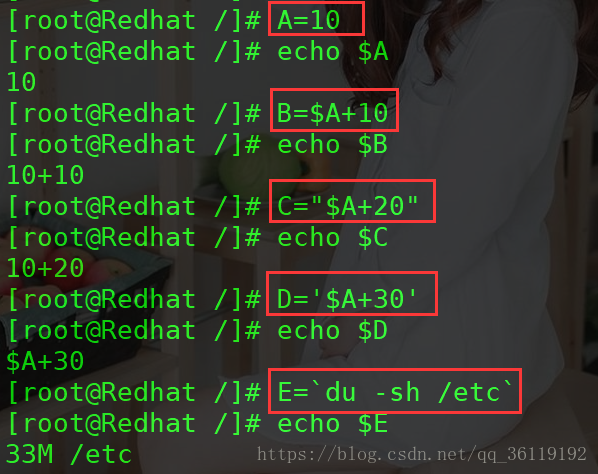 [root@Redhat /]# A=10
[root@Redhat /]# echo $A
10
[root@Redhat /]# B=$A+10
[root@Redhat /]# echo $B
10+10
[root@Redhat /]# C="$A+20"
[root@Redhat /]# echo $C
10+20
[root@Redhat /]# D='$A+30'
[root@Redhat /]# echo $D
$A+30
[root@Redhat /]# E=`du -sh /etc`
[root@Redhat /]# echo $E
33M /etc
https://blog.csdn.net/qq_36119192